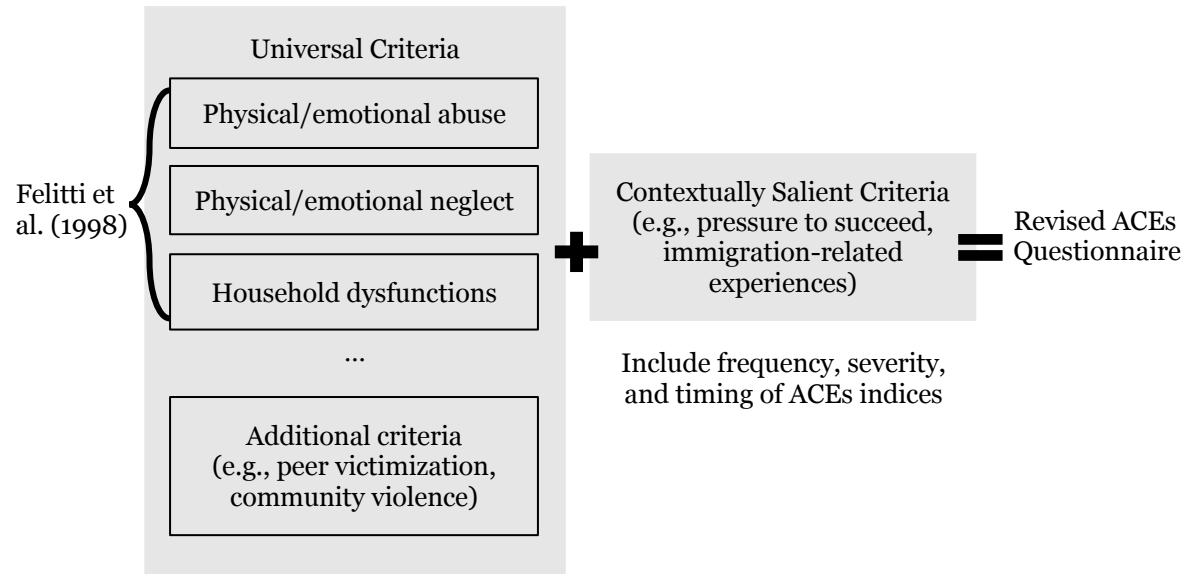 Universal Criteria
Physical/emotional abuse
Felitti et
al. (1998)
Physical/emotional neglect
Household dysfunctions
...
Additional criteria
(e.g., peer victimization,
community violence)
+
Contextually Salient Criteria
(e.g., pressure to succeed,
immigration-related
experiences)
Include frequency, severity,
and timing of ACEs indices
=
Revised ACEs
Questionnaire